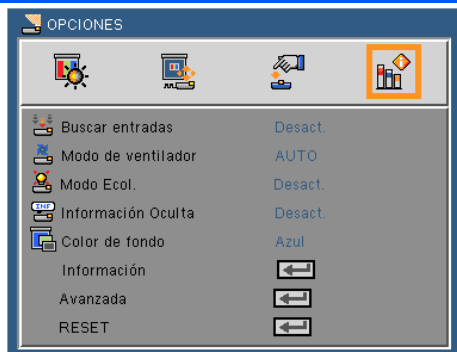 OPCIONES
Buscar entradas Desact.
Modo de ventilador AUTO
Modo Ecol. Desact.
INF Información Oculta Desact.
Color de fondo Azul
Información
Avanzada
RESET